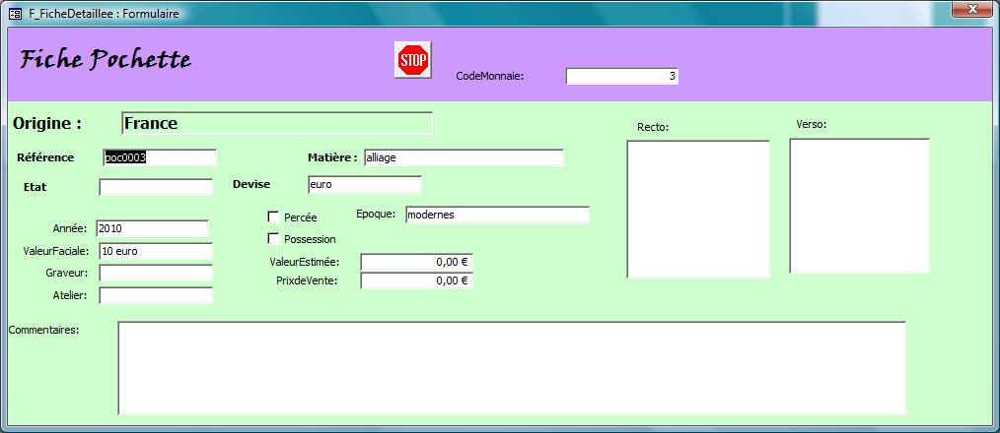 F_FicheDetaillee : Formulaire
Fiche Pochette
STOP
CodeMonnaie: 3
Origine : France
Recto:
Verso:
Référence poc0003
Matière : alliage
Etat
Devise euro
Percée
Epoque: modernes
Année: 2010
Possession
ValeurFaciale: 10 euro
ValeurEstimée: 0,00 €
Graveur:
PrixdeVente: 0,00 €
Atelier:
Commentaires: